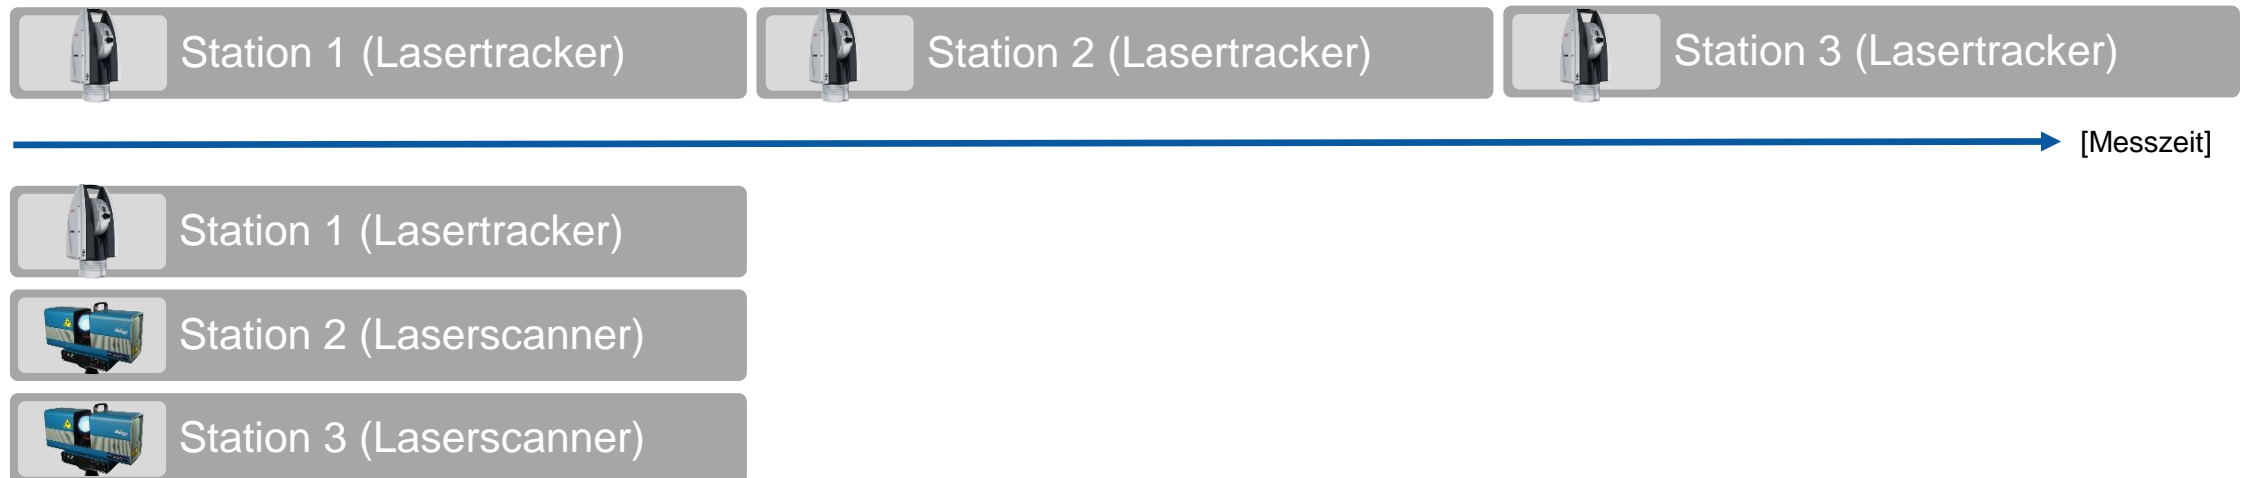 Station 1 (Lasertracker)
Station 2 (Lasertracker)
Station 3 (Lasertracker)
[Messzeit]
Station 1 (Lasertracker)
Station 2 (Laserscanner)
Station 3 (Laserscanner)